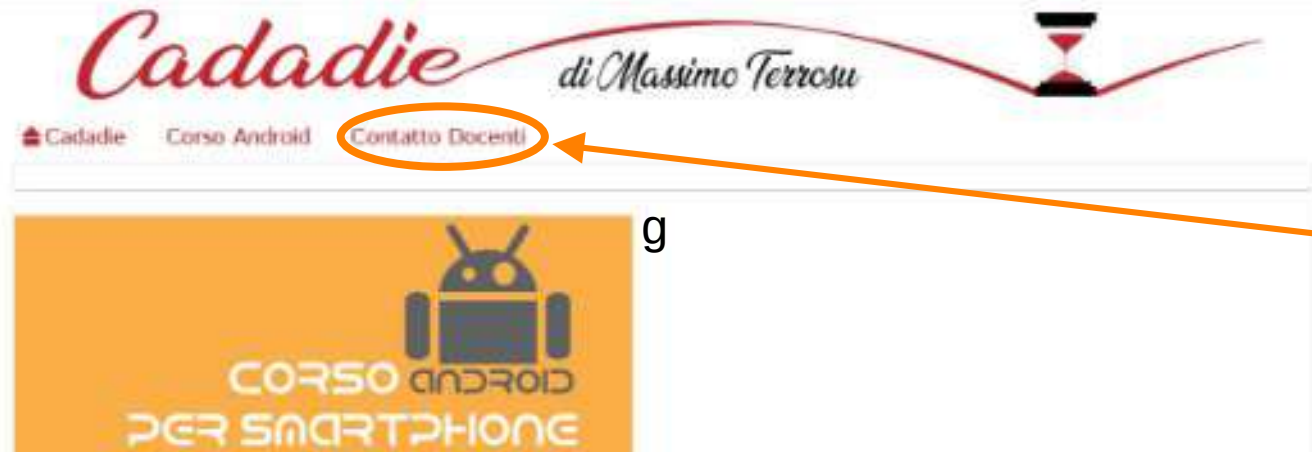 Cadadie di Massimo Terrosu
Cadadie Corso Android Contatto Docenti
g
CORSO ANDROID
PER SMARTPHONE